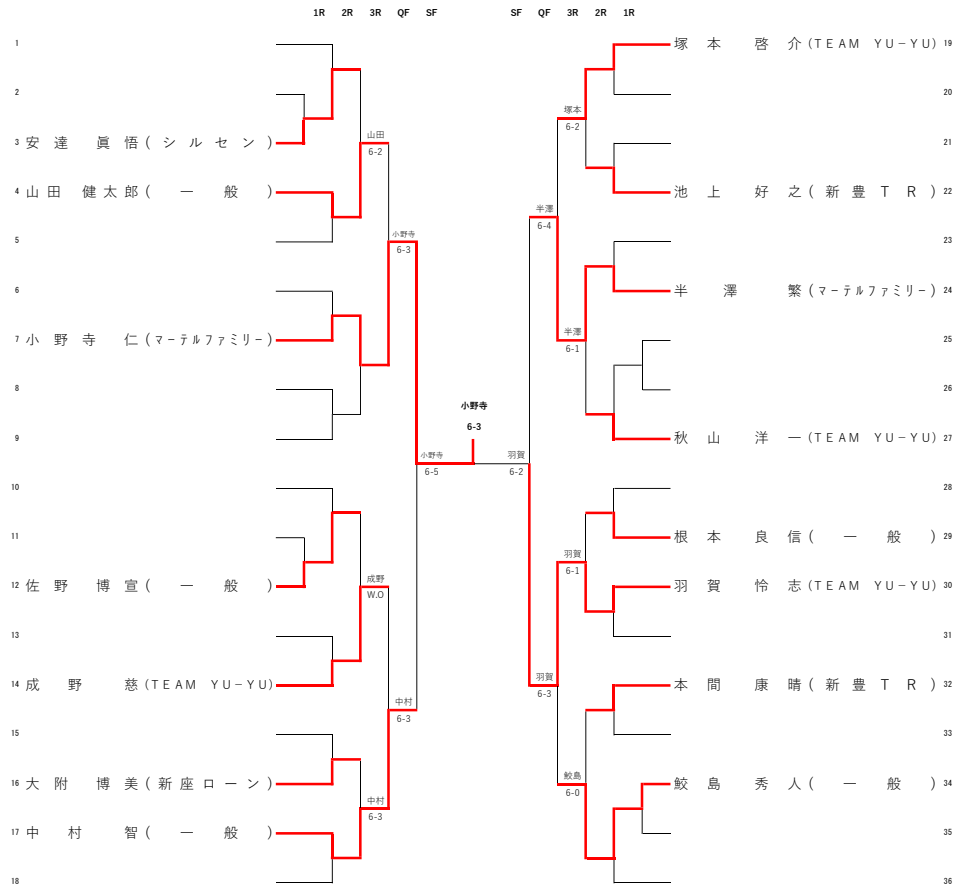 1R 2R 3R QF SF SF QF 3R 2R 1R
1
2
3 安達 眞悟(シルセン)
4 山田 健太郎(一般)
5
6
7 小野寺 仁(マーテルファミリー)
8
9
10
11
12 佐野 博宣(一般)
13
14 成野 慈(TEAM YU-YU)
15
16 大附 博美(新座ローン)
17 中村 智(一般)
18
山田
6-2
小野寺
6-3
成野
W.O
中村
6-3
中村
6-3
小野寺
6-5
小野寺
6-3
羽賀
6-2
塚本
6-2
半澤
6-4
半澤
6-1
羽賀
6-1
羽賀
6-3
鮫島
6-0
塚本 啓介(TEAM YU-YU) 19
20
21
池上 好之(新豊TR) 22
23
半澤 繁(マーテルファミリー) 24
25
26
秋山 洋一(TEAM YU-YU) 27
28
根本 良信(一般) 29
羽賀 怜志(TEAM YU-YU) 30
31
本間 康晴(新豊TR) 32
33
鮫島 秀人(一般) 34
35
36